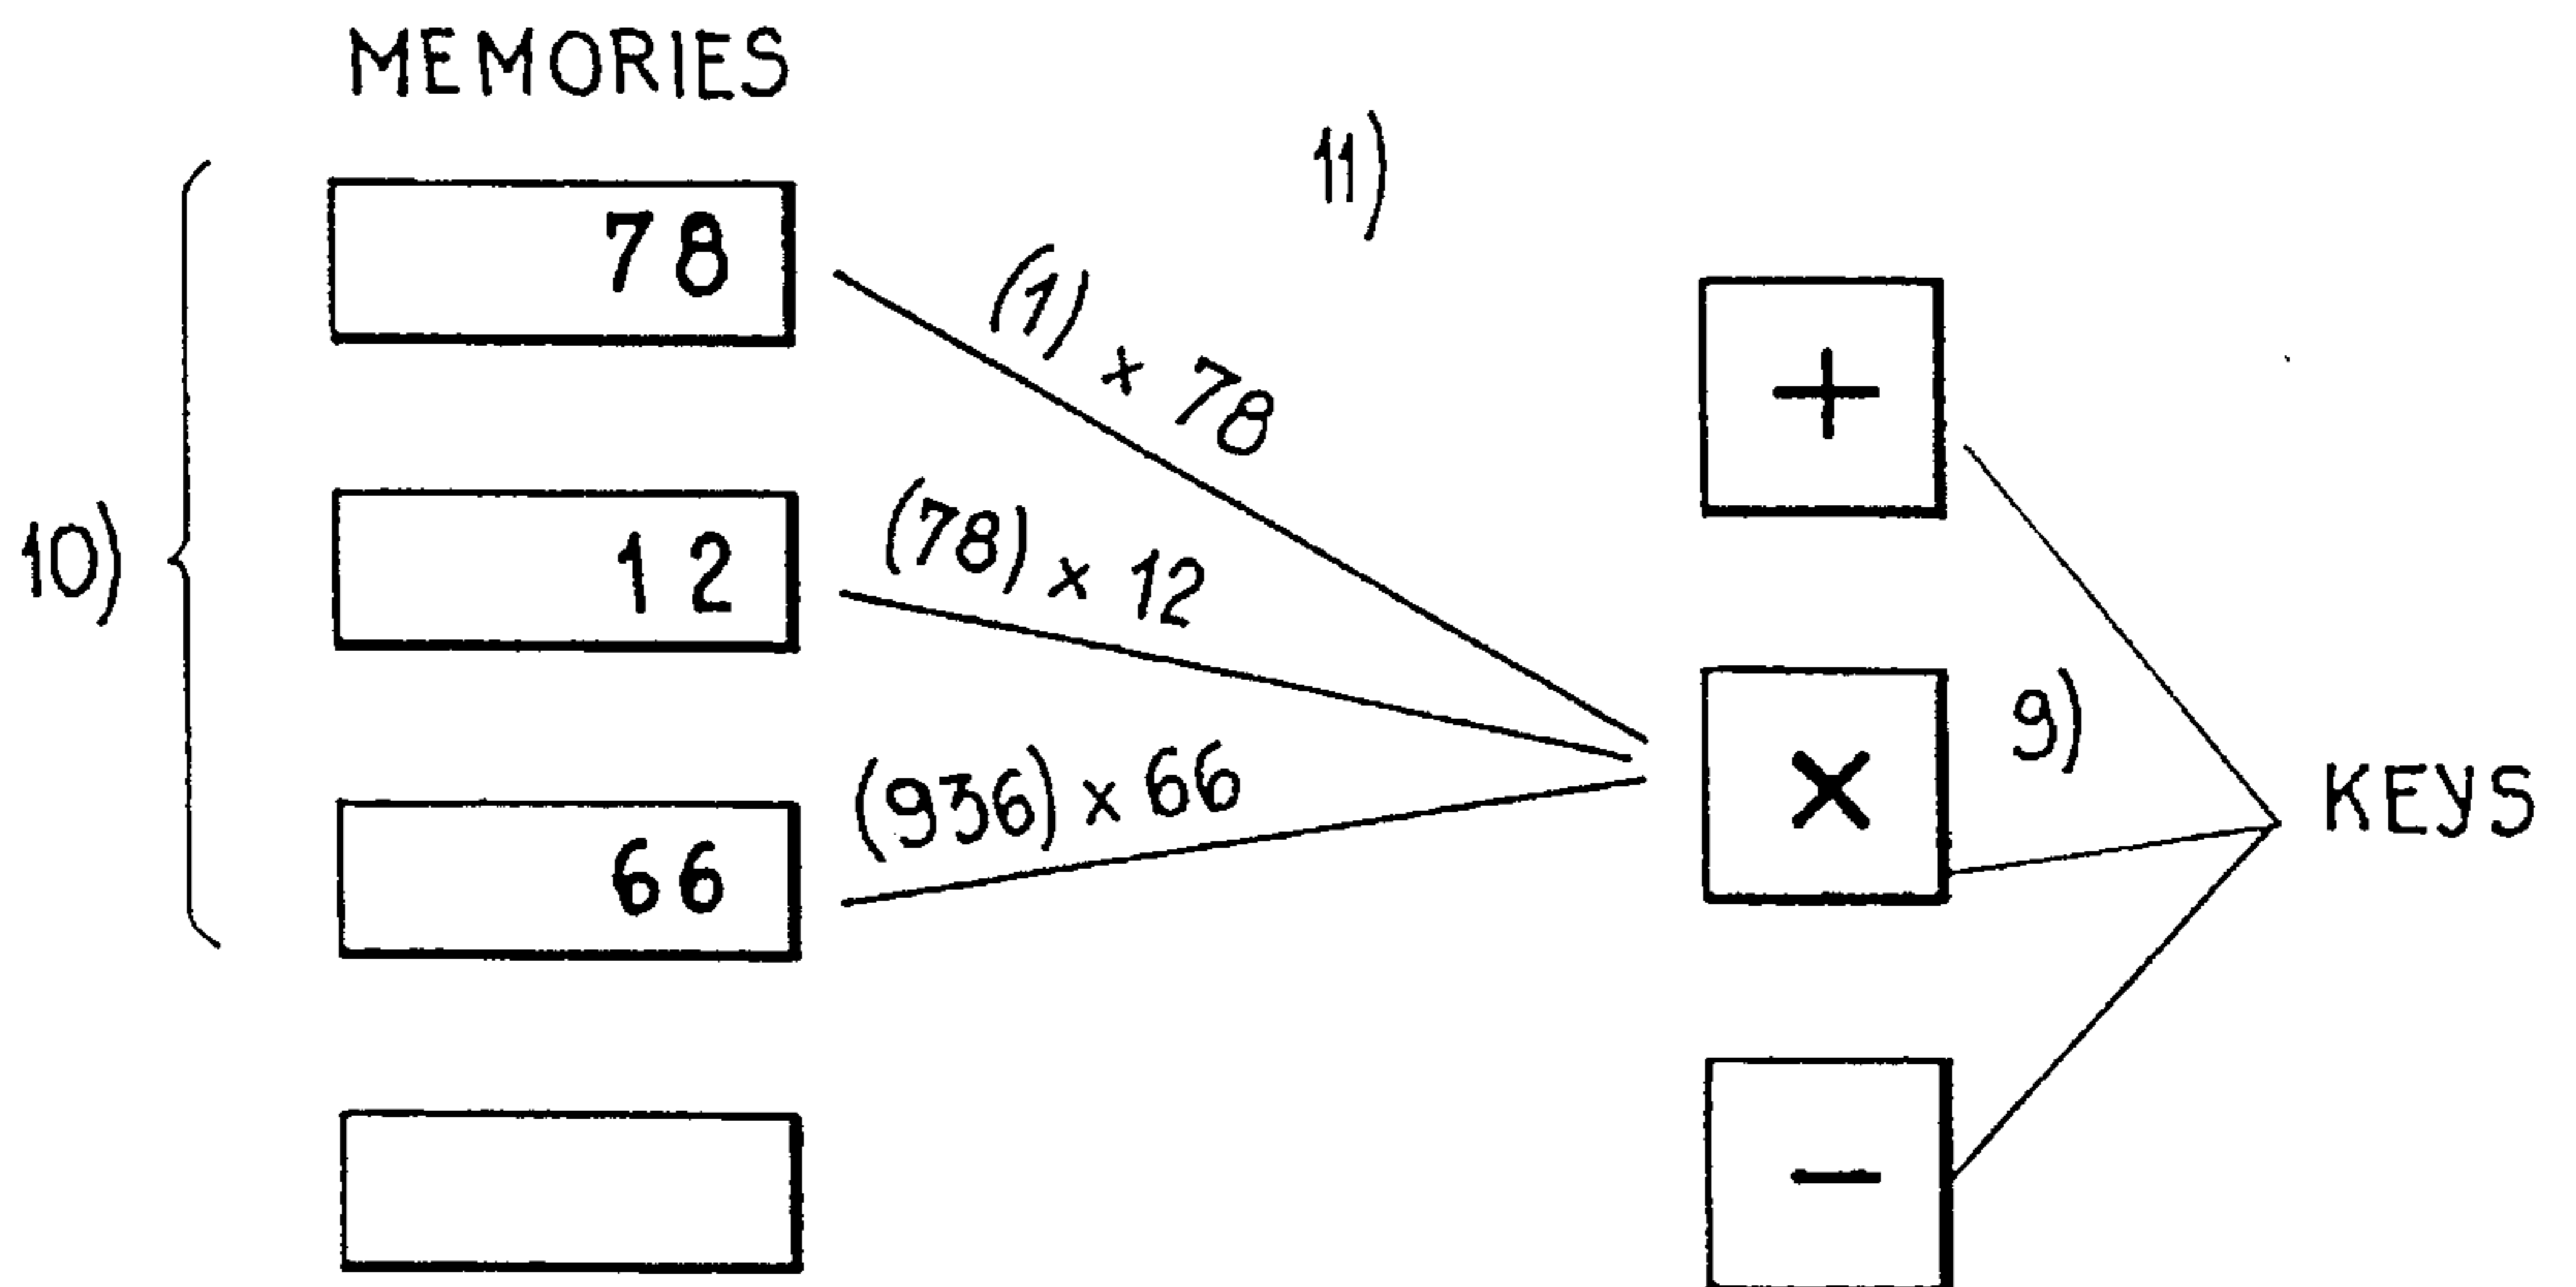 MEMORIES
11)
78
(1) x 78
+
10)
12
(78) x 12
9)
x
KEYS
66
(936) x 66
−